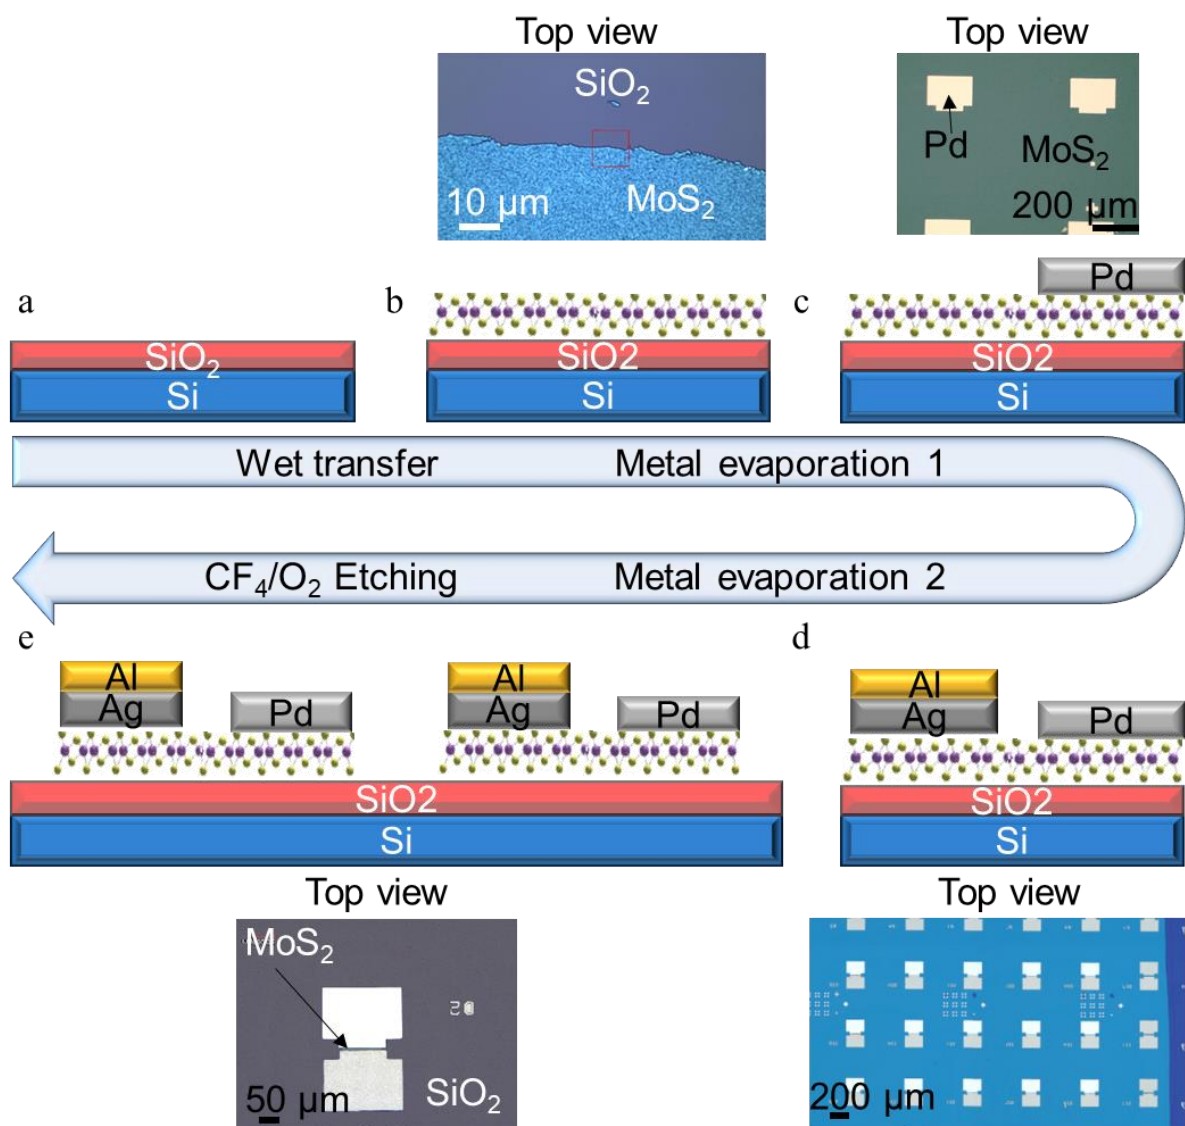 Top view
Top view
SiO₂
10 µm
MoS₂
Pd
MoS₂
200 µm
a
b
c
SiO₂
Si
SiO2
Si
Pd
SiO2
Si
Wet transfer
Metal evaporation 1
CF₄/O₂ Etching
Metal evaporation 2
e
d
Al
Ag
Pd
Al
Ag
Pd
SiO2
Si
Al
Ag
Pd
SiO2
Si
Top view
Top view
MoS₂
50 µm
SiO₂
200 µm